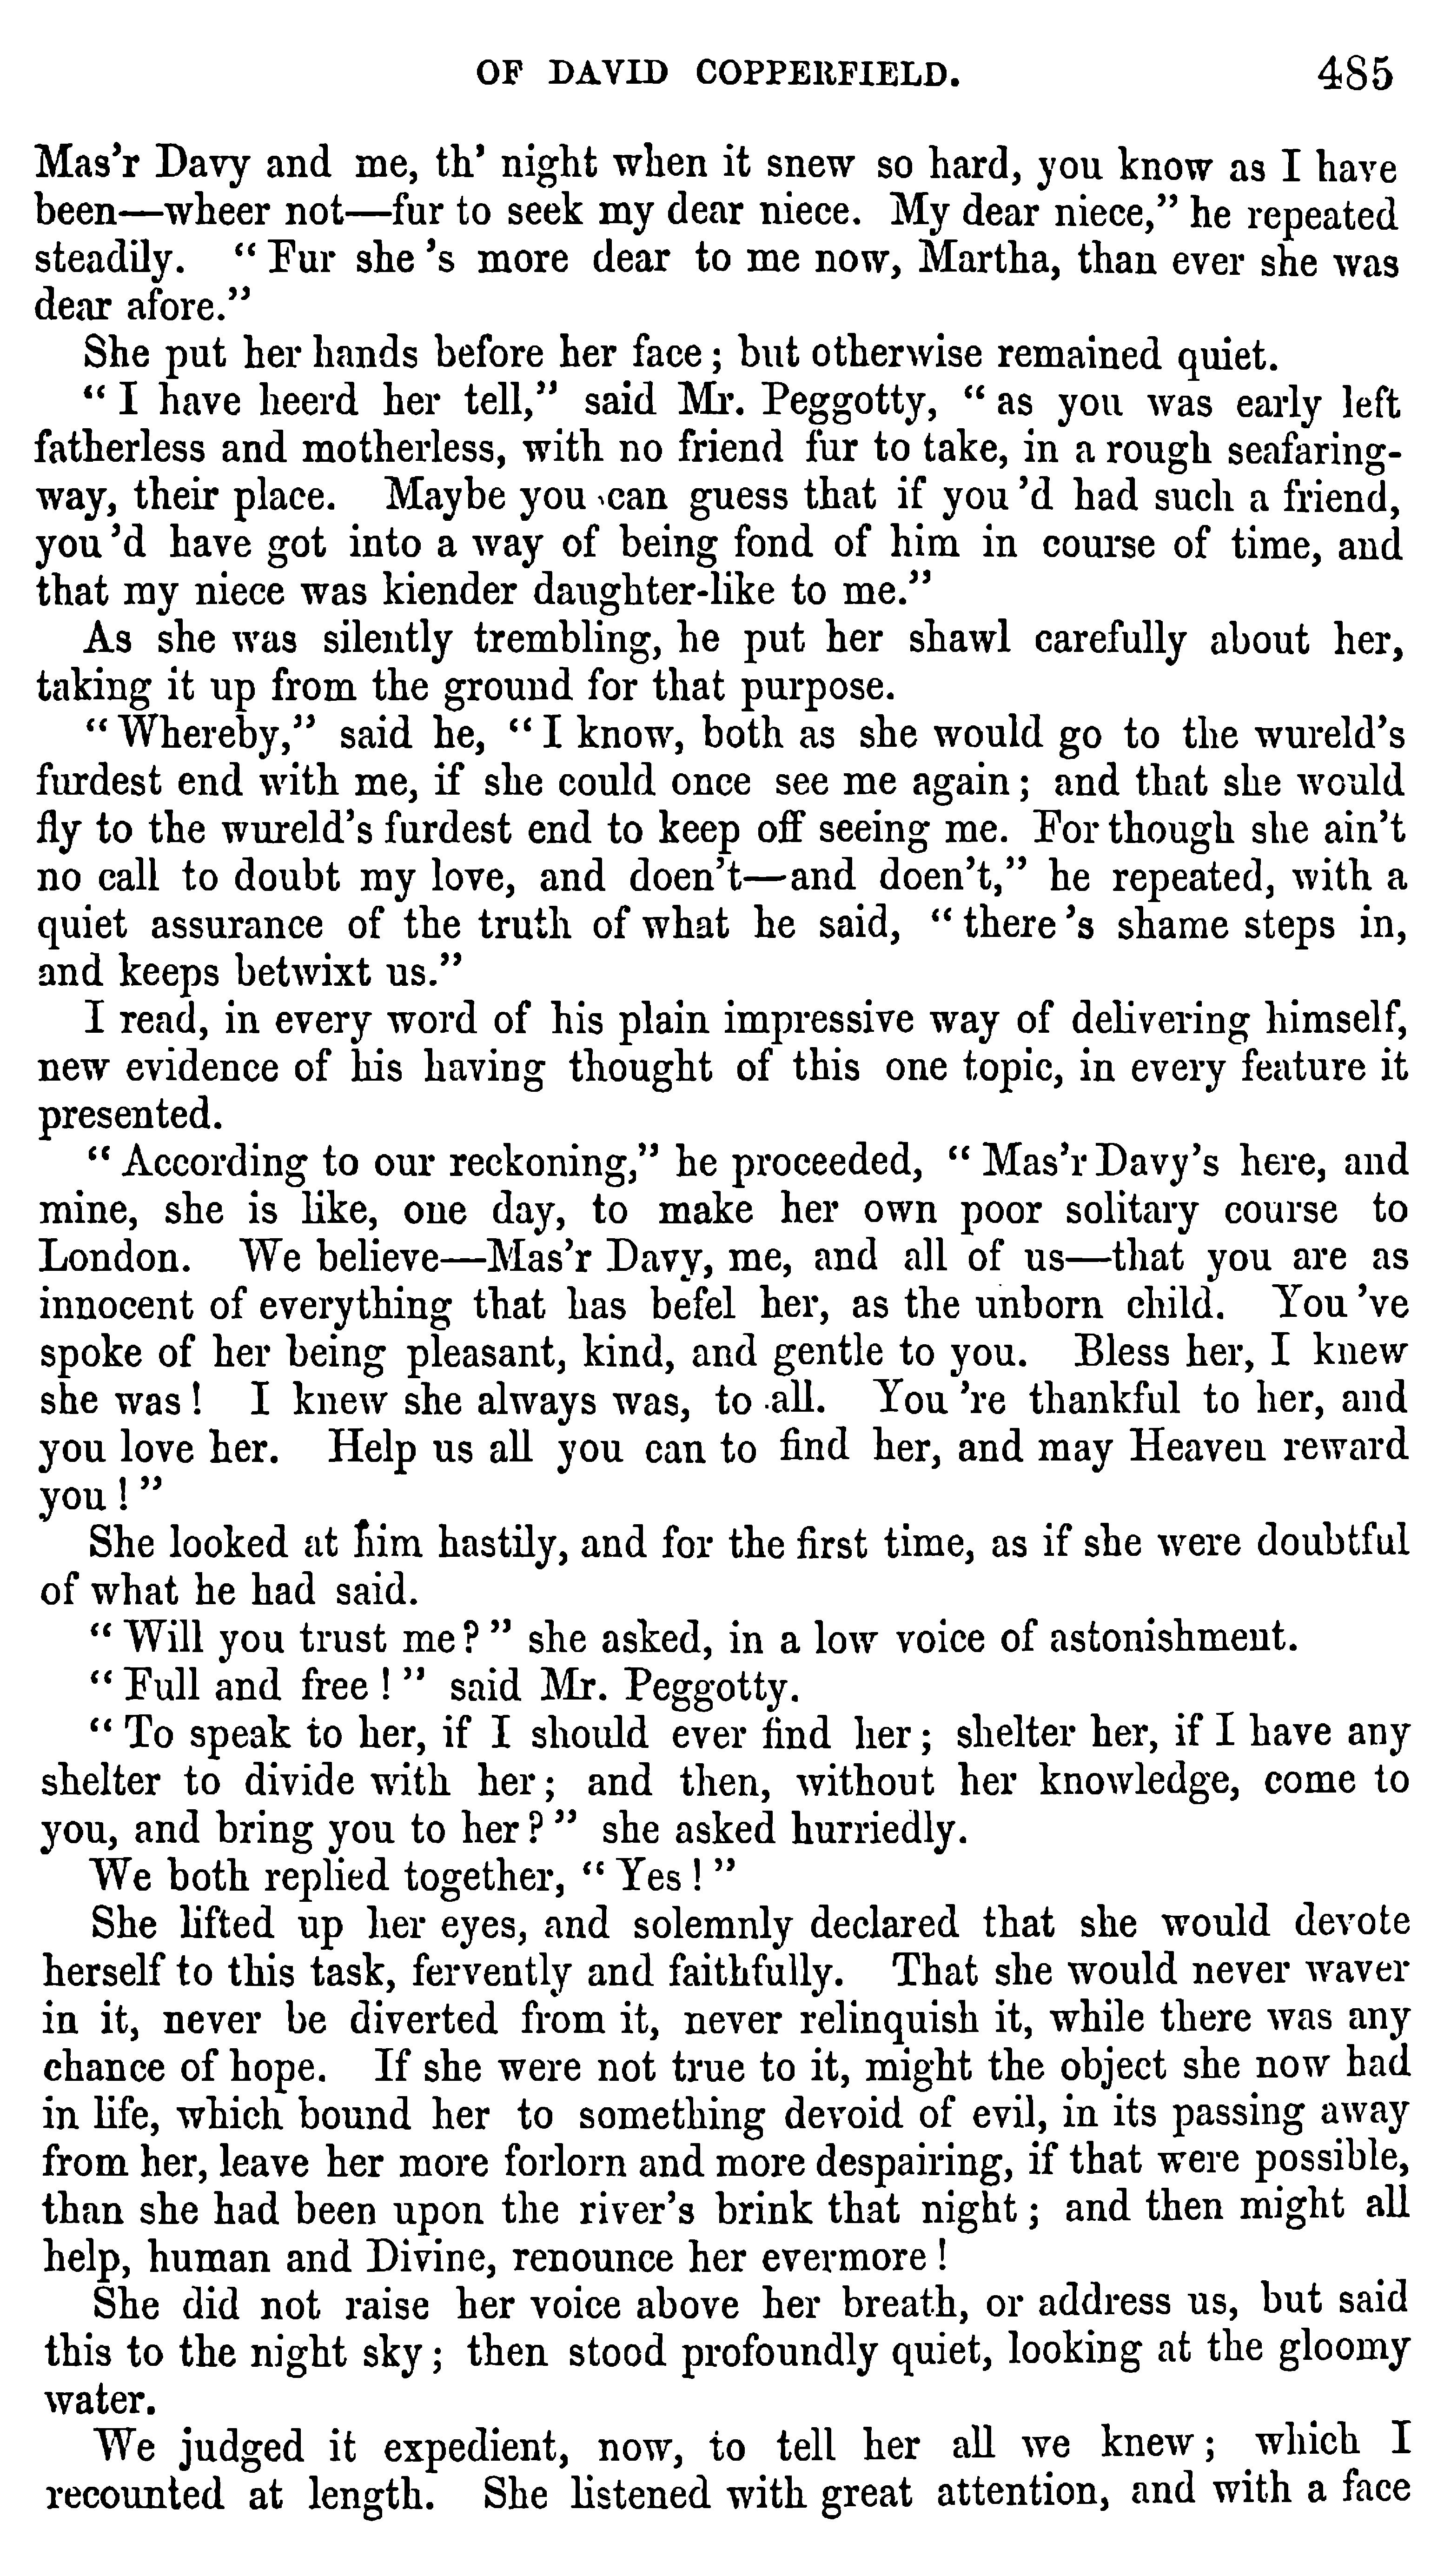 OF DAVID COPPERFIELD. 485
Mas'r Davy and me, th' night when it snew so hard, you know as I have
been—wheer not—fur to seek my dear niece. My dear niece," he repeated
steadily. "Fur she 's more dear to me now, Martha, than ever she was
dear afore."
She put her hands before her face; but otherwise remained quiet.
"I have heerd her tell," said Mr. Peggotty, "as you was early left
fatherless and motherless, with no friend fur to take, in a rough seafaring-
way, their place. Maybe you can guess that if you 'd had such a friend,
you 'd have got into a way of being fond of him in course of time, and
that my niece was kiender daughter-like to me."
As she was silently trembling, he put her shawl carefully about her,
taking it up from the ground for that purpose.
"Whereby," said he, "I know, both as she would go to the wureld's
furdest end with me, if she could once see me again; and that she would
fly to the wureld's furdest end to keep off seeing me. For though she ain't
no call to doubt my love, and doen't—and doen't," he repeated, with a
quiet assurance of the truth of what he said, "there 's shame steps in,
and keeps betwixt us."
I read, in every word of his plain impressive way of delivering himself,
new evidence of his having thought of this one topic, in every feature it
presented.
"According to our reckoning," he proceeded, "Mas'r Davy's here, and
mine, she is like, one day, to make her own poor solitary course to
London. We believe—Mas'r Davy, me, and all of us—that you are as
innocent of everything that has befel her, as the unborn child. You 've
spoke of her being pleasant, kind, and gentle to you. Bless her, I knew
she was! I knew she always was, to all. You 're thankful to her, and
you love her. Help us all you can to find her, and may Heaven reward
you!"
She looked at him hastily, and for the first time, as if she were doubtful
of what he had said.
"Will you trust me?" she asked, in a low voice of astonishment.
"Full and free!" said Mr. Peggotty.
"To speak to her, if I should ever find her; shelter her, if I have any
shelter to divide with her; and then, without her knowledge, come to
you, and bring you to her?" she asked hurriedly.
We both replied together, "Yes!"
She lifted up her eyes, and solemnly declared that she would devote
herself to this task, fervently and faithfully. That she would never waver
in it, never be diverted from it, never relinquish it, while there was any
chance of hope. If she were not true to it, might the object she now had
in life, which bound her to something devoid of evil, in its passing away
from her, leave her more forlorn and more despairing, if that were possible,
than she had been upon the river's brink that night; and then might all
help, human and Divine, renounce her evermore!
She did not raise her voice above her breath, or address us, but said
this to the night sky; then stood profoundly quiet, looking at the gloomy
water.
We judged it expedient, now, to tell her all we knew; which I
recounted at length. She listened with great attention, and with a face